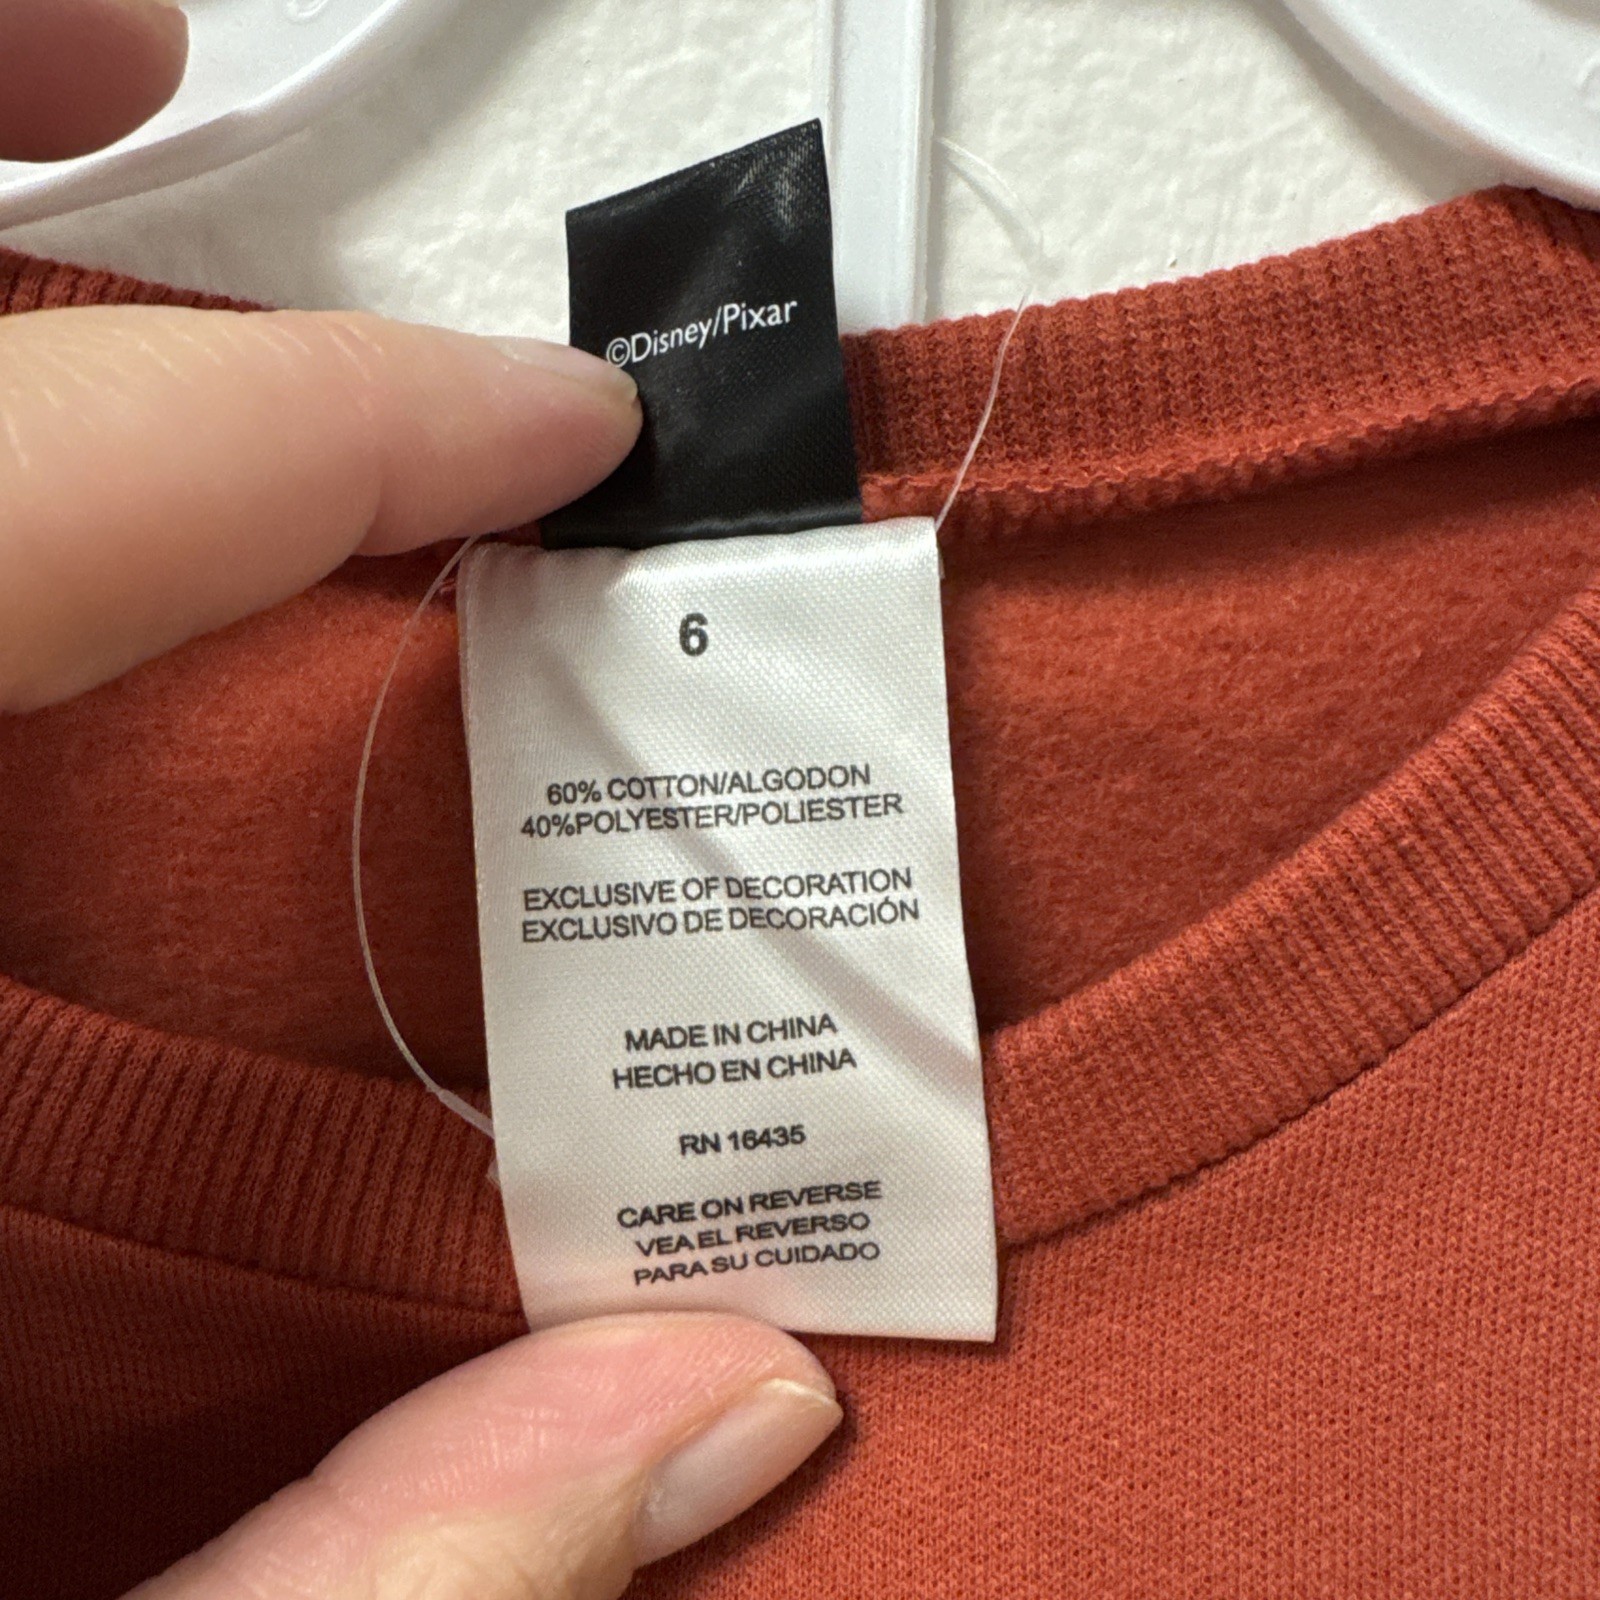 ©Disney/Pixar
6
60% COTTON/ALGODON
40%POLYESTER/POLIESTER
EXCLUSIVE OF DECORATION
EXCLUSIVO DE DECORACIÓN
MADE IN CHINA
HECHO EN CHINA
RN 16435
CARE ON REVERSE
VEA EL REVERSO
PARA SU CUIDADO